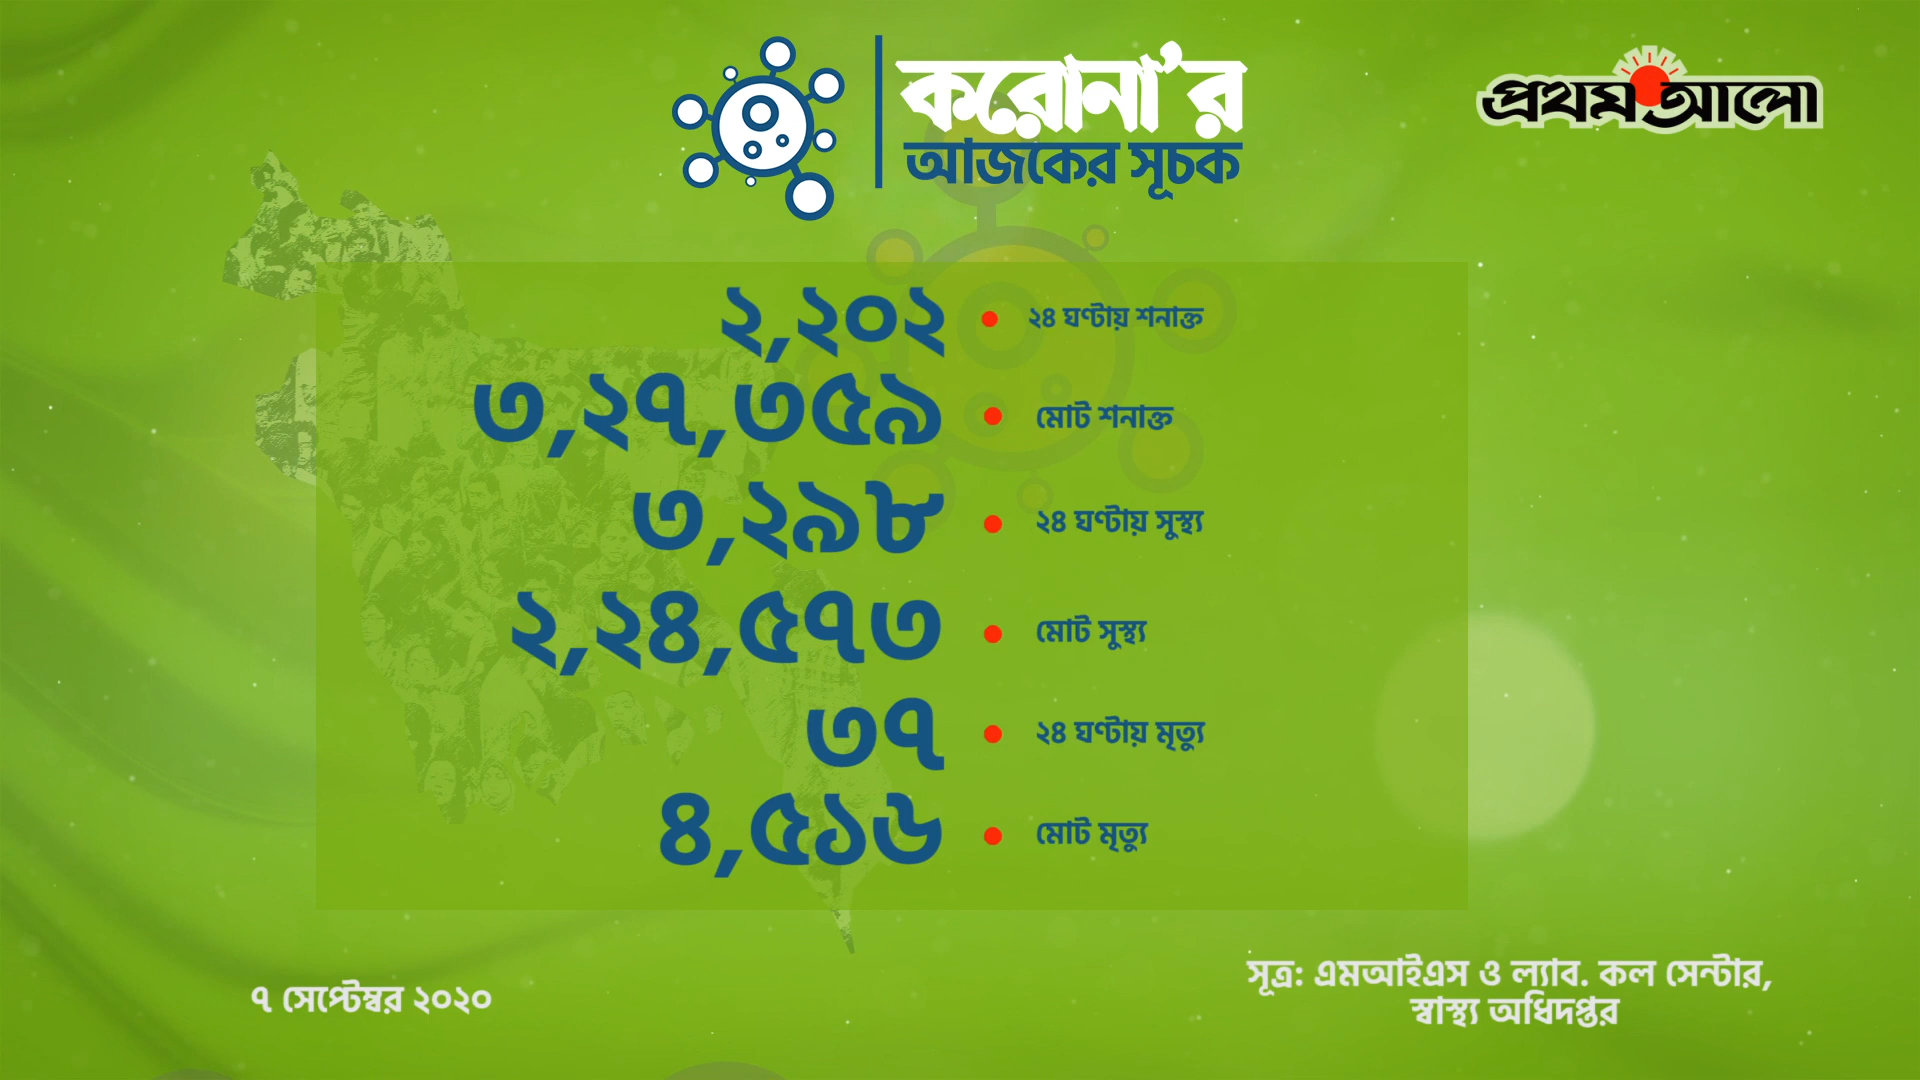 করোনা'র
আজকের সূচক
প্রথম আলো
২,২০২ • ২৪ ঘণ্টায় শনাক্ত
৩,২৭,৩৫৯ • মোট শনাক্ত
৩,২৯৮ • ২৪ ঘণ্টায় সুস্থ্য
২,২৪,৫৭৩ • মোট সুস্থ্য
৩৭ • ২৪ ঘণ্টায় মৃত্যু
৪,৫১৬ • মোট মৃত্যু
৭ সেপ্টেম্বর ২০২০
সূত্র: এমআইএস ও ল্যাব. কল সেন্টার,
স্বাস্থ্য অধিদপ্তর